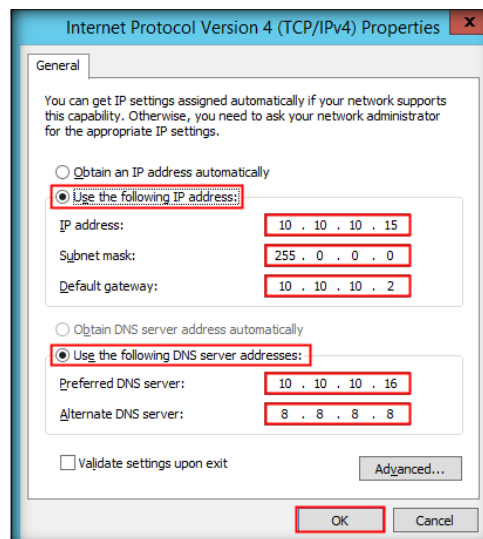 Internet Protocol Version 4 (TCP/IPv4) Properties x
General
You can get IP settings assigned automatically if your network supports
this capability. Otherwise, you need to ask your network administrator
for the appropriate IP settings.
Obtain an IP address automatically
Use the following IP address:
IP address: 10 . 10 . 10 . 15
Subnet mask: 255 . 0 . 0 . 0
Default gateway: 10 . 10 . 10 . 2
Obtain DNS server address automatically
Use the following DNS server addresses:
Preferred DNS server: 10 . 10 . 10 . 16
Alternate DNS server: 8 . 8 . 8 . 8
Validate settings upon exit
Advanced...
OK Cancel